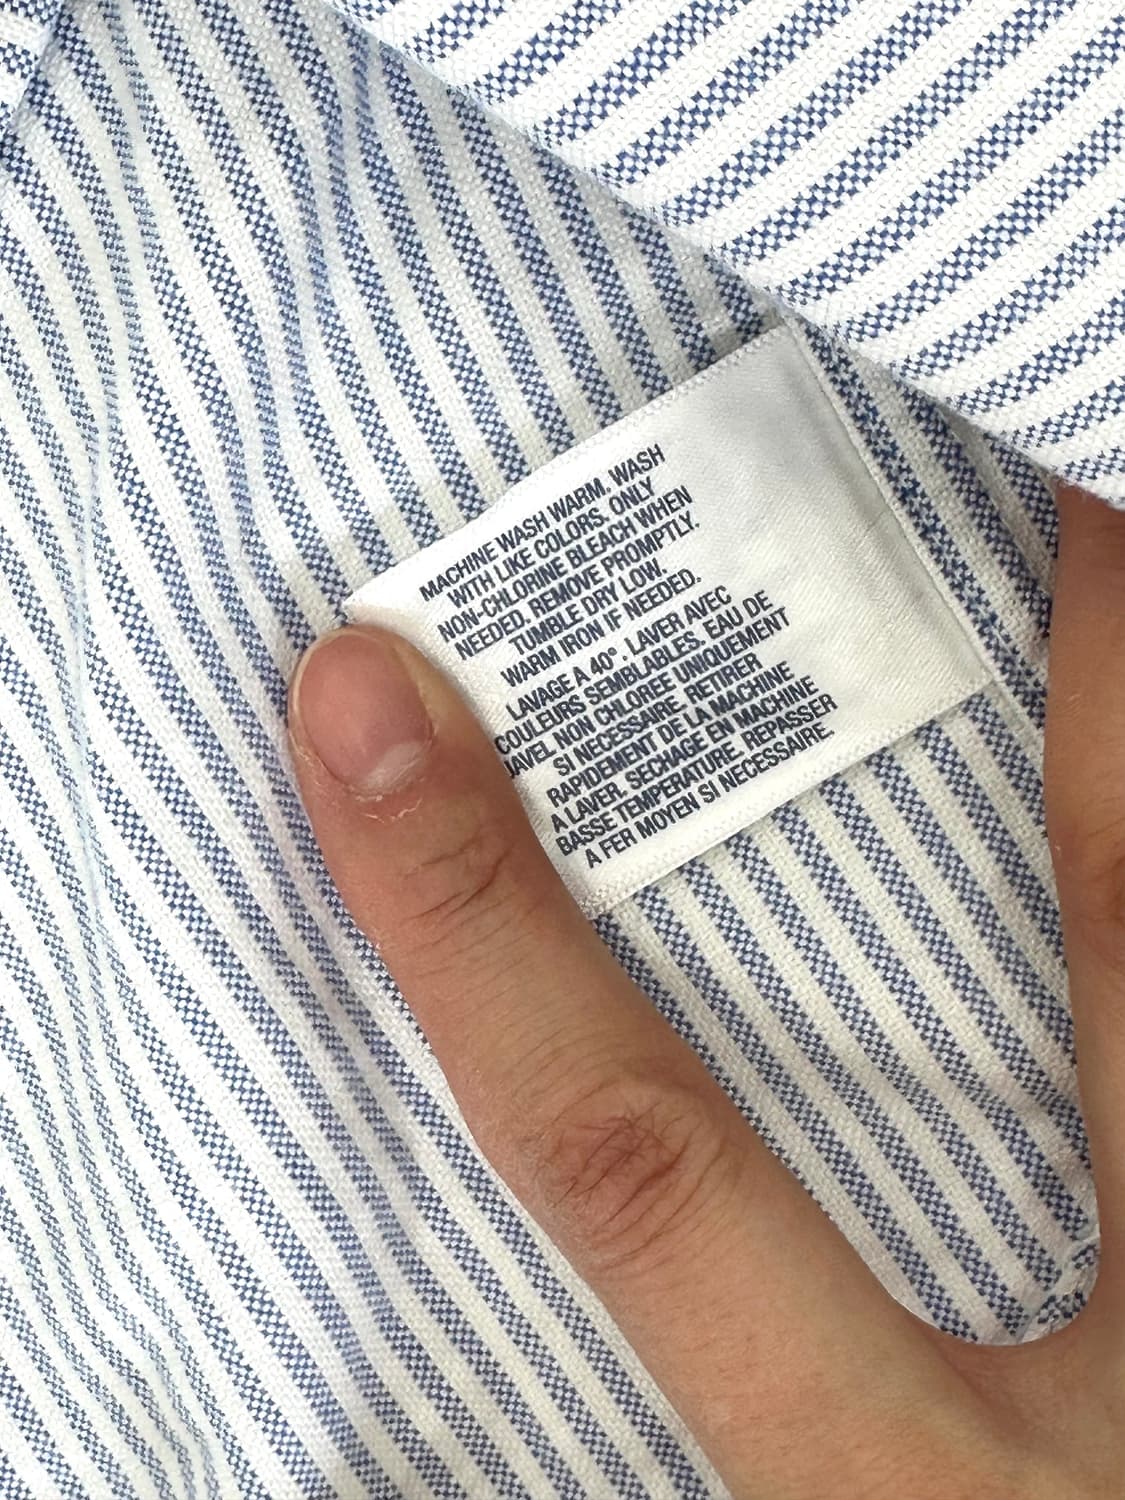 MACHINE WASH WARM. WASH
WITH LIKE COLORS. ONLY
NON-CHLORINE BLEACH WHEN
NEEDED. REMOVE PROMPTLY.
TUMBLE DRY LOW.
WARM IRON IF NEEDED.
LAVAGE A 40°. LAVER AVEC
COULEURS SEMBLABLES. EAU DE
JAVEL NON CHLOREE UNIQUEMENT
SI NECESSAIRE. RETIRER
RAPIDEMENT DE LA MACHINE
A LAVER. SECHAGE EN MACHINE
BASSE TEMPERATURE. REPASSER
A FER MOYEN SI NECESSAIRE.